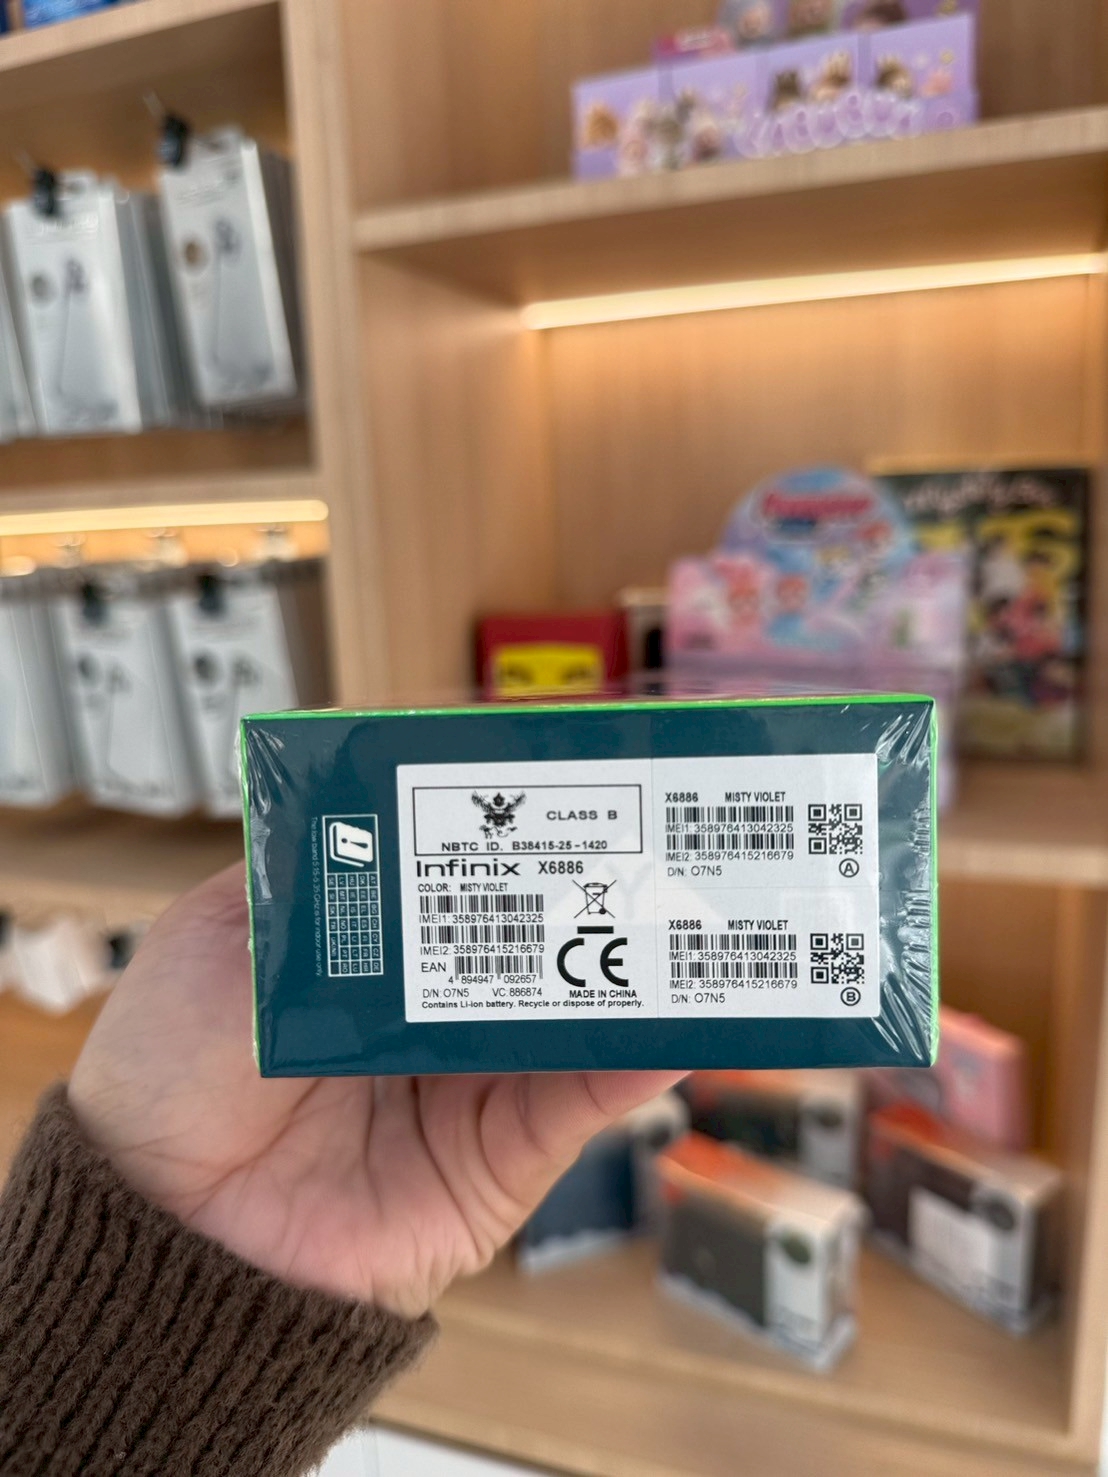 CLASS B
NBTC ID. B38415-25-1420
Infinix X6886
COLOR: MISTY VIOLET
IMEI1: 358976413042325
IMEI2: 358976415216679
EAN
4 894947 092657
D/N: O7N5 VC: 886874
CE
MADE IN CHINA
Contains Li-ion battery. Recycle or dispose of properly.
X6886 MISTY VIOLET
IMEI1: 358976413042325
IMEI2: 358976415216679
D/N: O7N5
A
X6886 MISTY VIOLET
IMEI1: 358976413042325
IMEI2: 358976415216679
D/N: O7N5
B